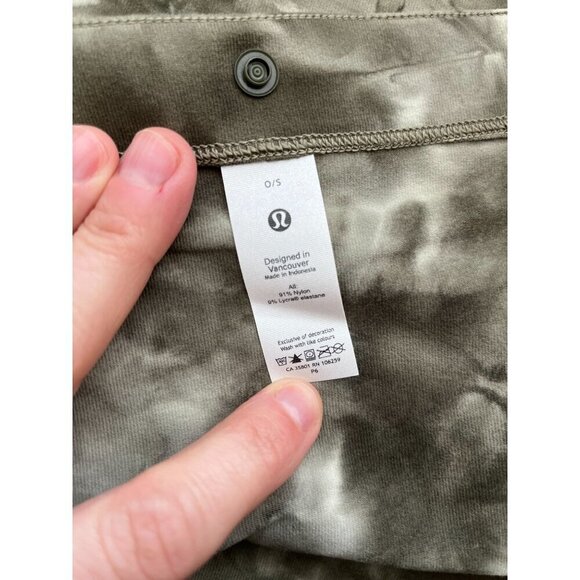 O/S
Designed in
Vancouver
Made in Indonesia
A8:
91% Nylon
9% Lycra® elastane
Exclusive of decoration
Wash with like colours
CA 35801 RN 106259
P6